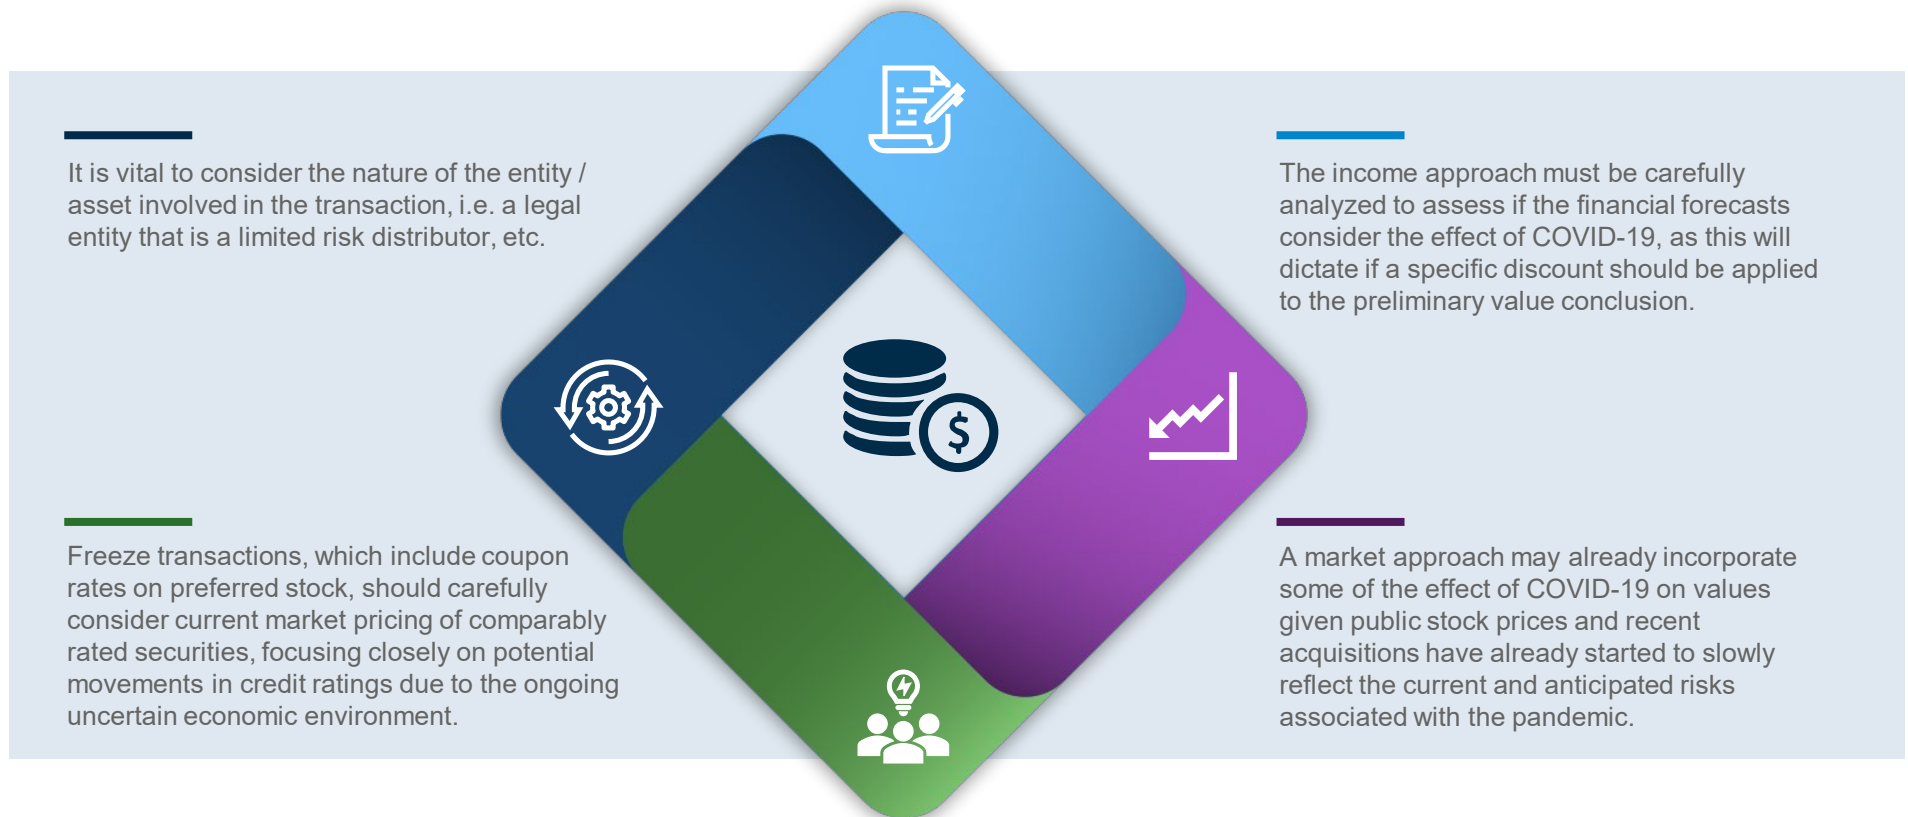 It is vital to consider the nature of the entity /
asset involved in the transaction, i.e. a legal
entity that is a limited risk distributor, etc.
The income approach must be carefully
analyzed to assess if the financial forecasts
consider the effect of COVID-19, as this will
dictate if a specific discount should be applied
to the preliminary value conclusion.
$
Freeze transactions, which include coupon
rates on preferred stock, should carefully
consider current market pricing of comparably
rated securities, focusing closely on potential
movements in credit ratings due to the ongoing
uncertain economic environment.
A market approach may already incorporate
some of the effect of COVID-19 on values
given public stock prices and recent
acquisitions have already started to slowly
reflect the current and anticipated risks
associated with the pandemic.